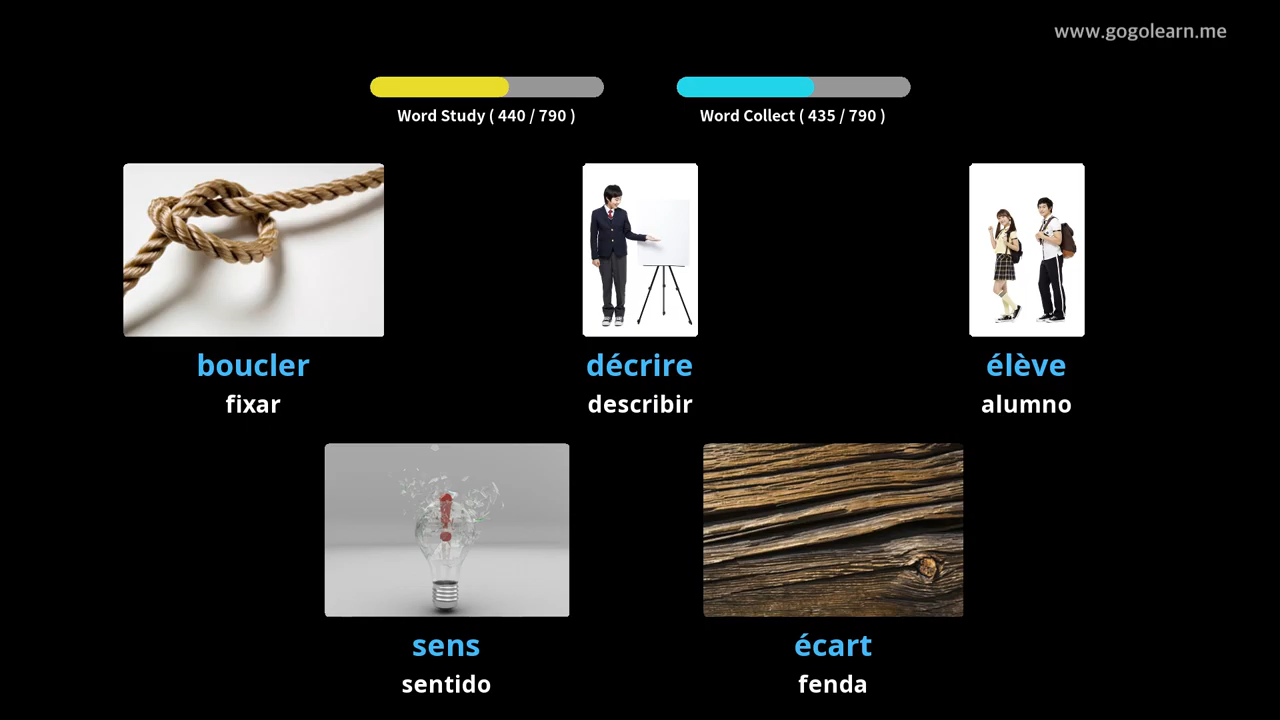 www.gogolearn.me
Word Study ( 440 / 790 )
Word Collect ( 435 / 790 )
boucler
fixar
décrire
describir
élève
alumno
sens
sentido
écart
fenda